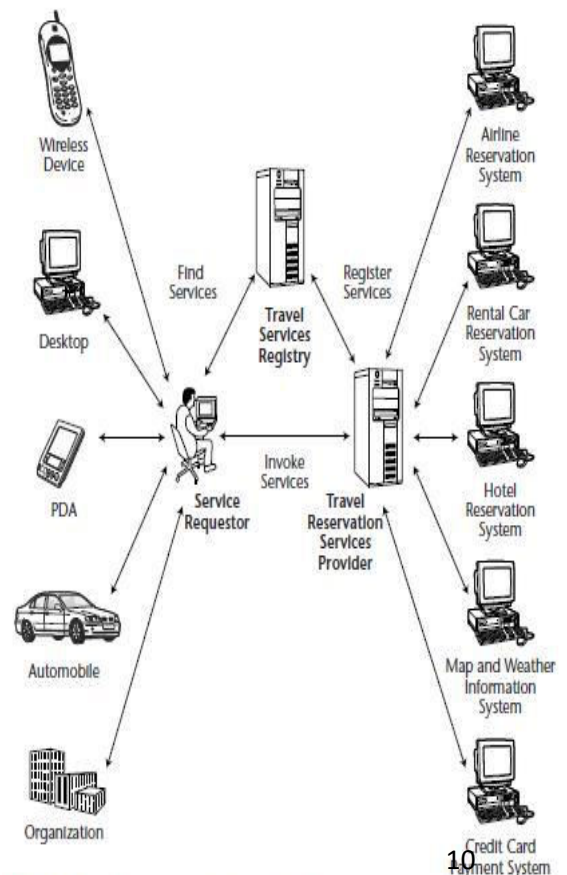 Wireless
Device
Desktop
PDA
Automobile
Organization
Find
Services
Travel
Services
Registry
Register
Services
Service
Requestor
Invoke
Services
Travel
Reservation
Services
Provider
Airline
Reservation
System
Rental Car
Reservation
System
Hotel
Reservation
System
Map and Weather
Information
System
Credit Card
Payment System
10